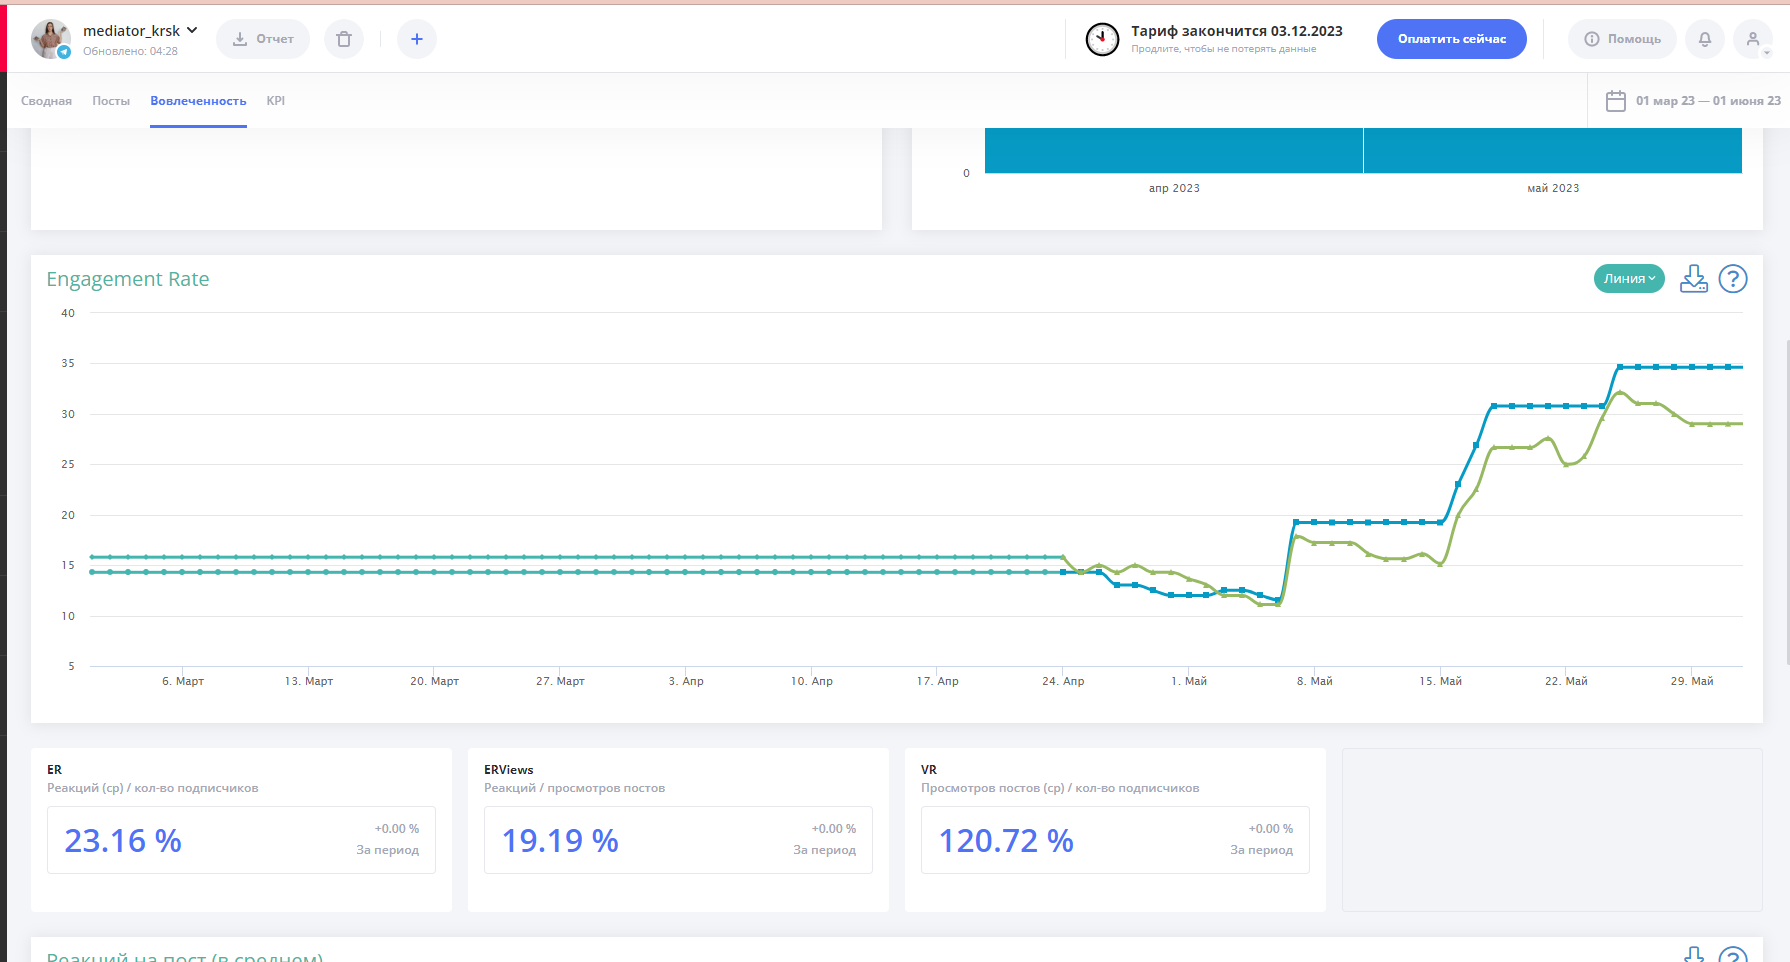 mediator_krsk
Обновлено: 04:28
Отчет
Тариф закончится 03.12.2023
Продлите, чтобы не потерять данные
Оплатить сейчас
Помощь
Сводная
Посты
Вовлеченность
KPI
01 мар 23 — 01 июня 23
0
апр 2023
май 2023
Engagement Rate
Линия
40
35
30
25
20
15
10
5
6. Март
13. Март
20. Март
27. Март
3. Апр
10. Апр
17. Апр
24. Апр
1. Май
8. Май
15. Май
22. Май
29. Май
ER
Реакций (ср) / кол-во подписчиков
23.16 %
+0.00 %
За период
ERViews
Реакций / просмотров постов
19.19 %
+0.00 %
За период
VR
Просмотров постов (ср) / кол-во подписчиков
120.72 %
+0.00 %
За период
Реакций на пост (в среднем)